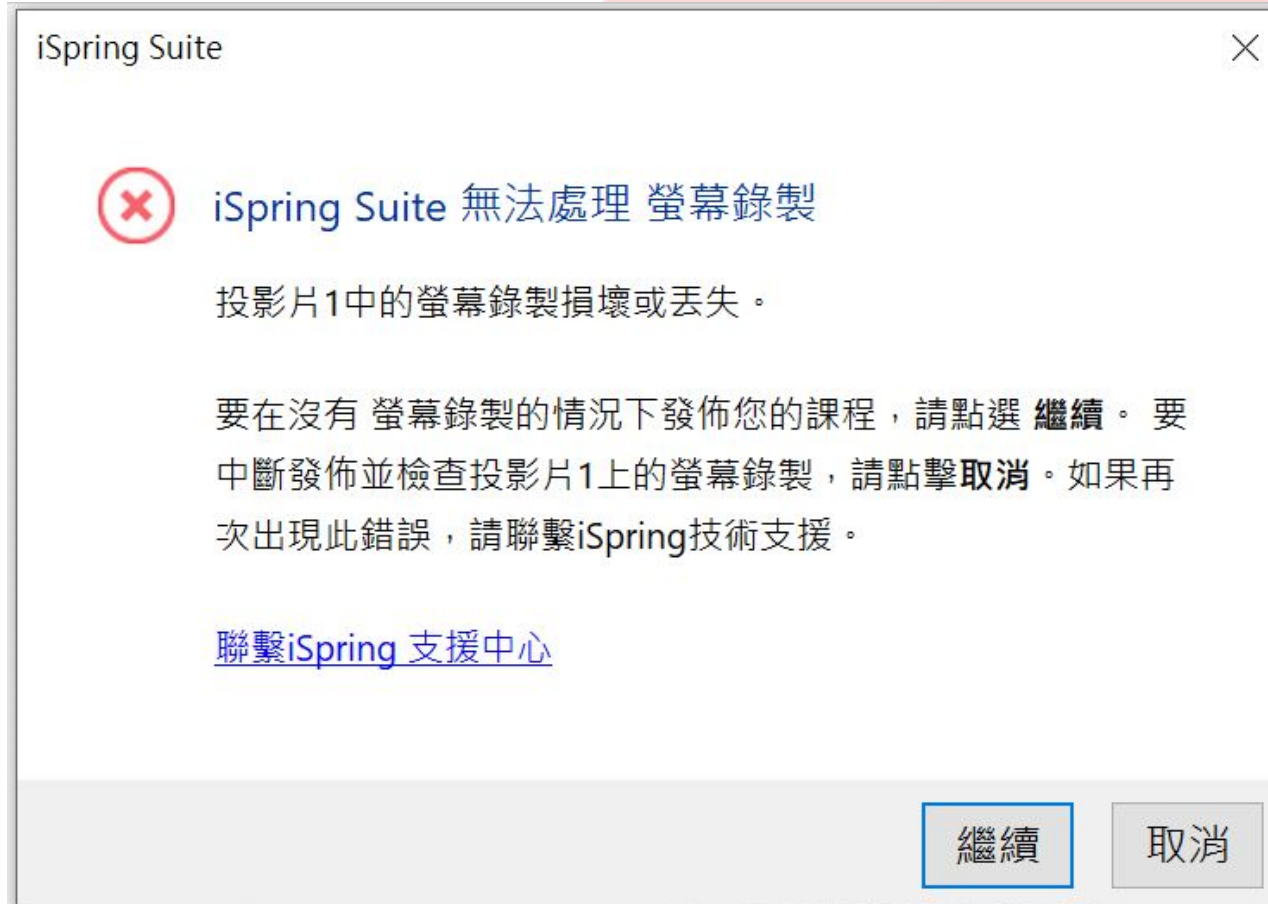 iSpring Suite
iSpring Suite 無法處理 螢幕錄製
投影片1中的螢幕錄製損壞或丟失。
要在沒有 螢幕錄製的情況下發佈您的課程，請點選 繼續。 要
中斷發佈並檢查投影片1上的螢幕錄製，請點擊取消。如果再
次出現此錯誤，請聯繫iSpring技術支援。
聯繫iSpring 支援中心
繼續
取消